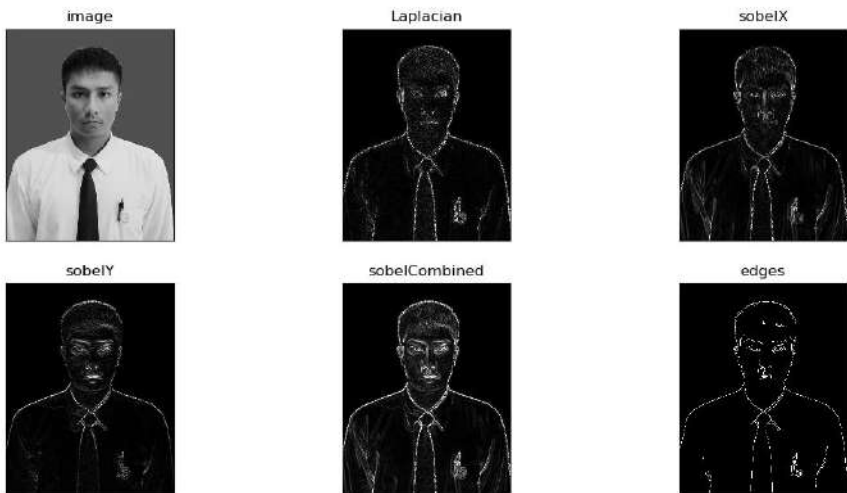 image
Laplacian
sobelX
sobelY
sobelCombined
edges